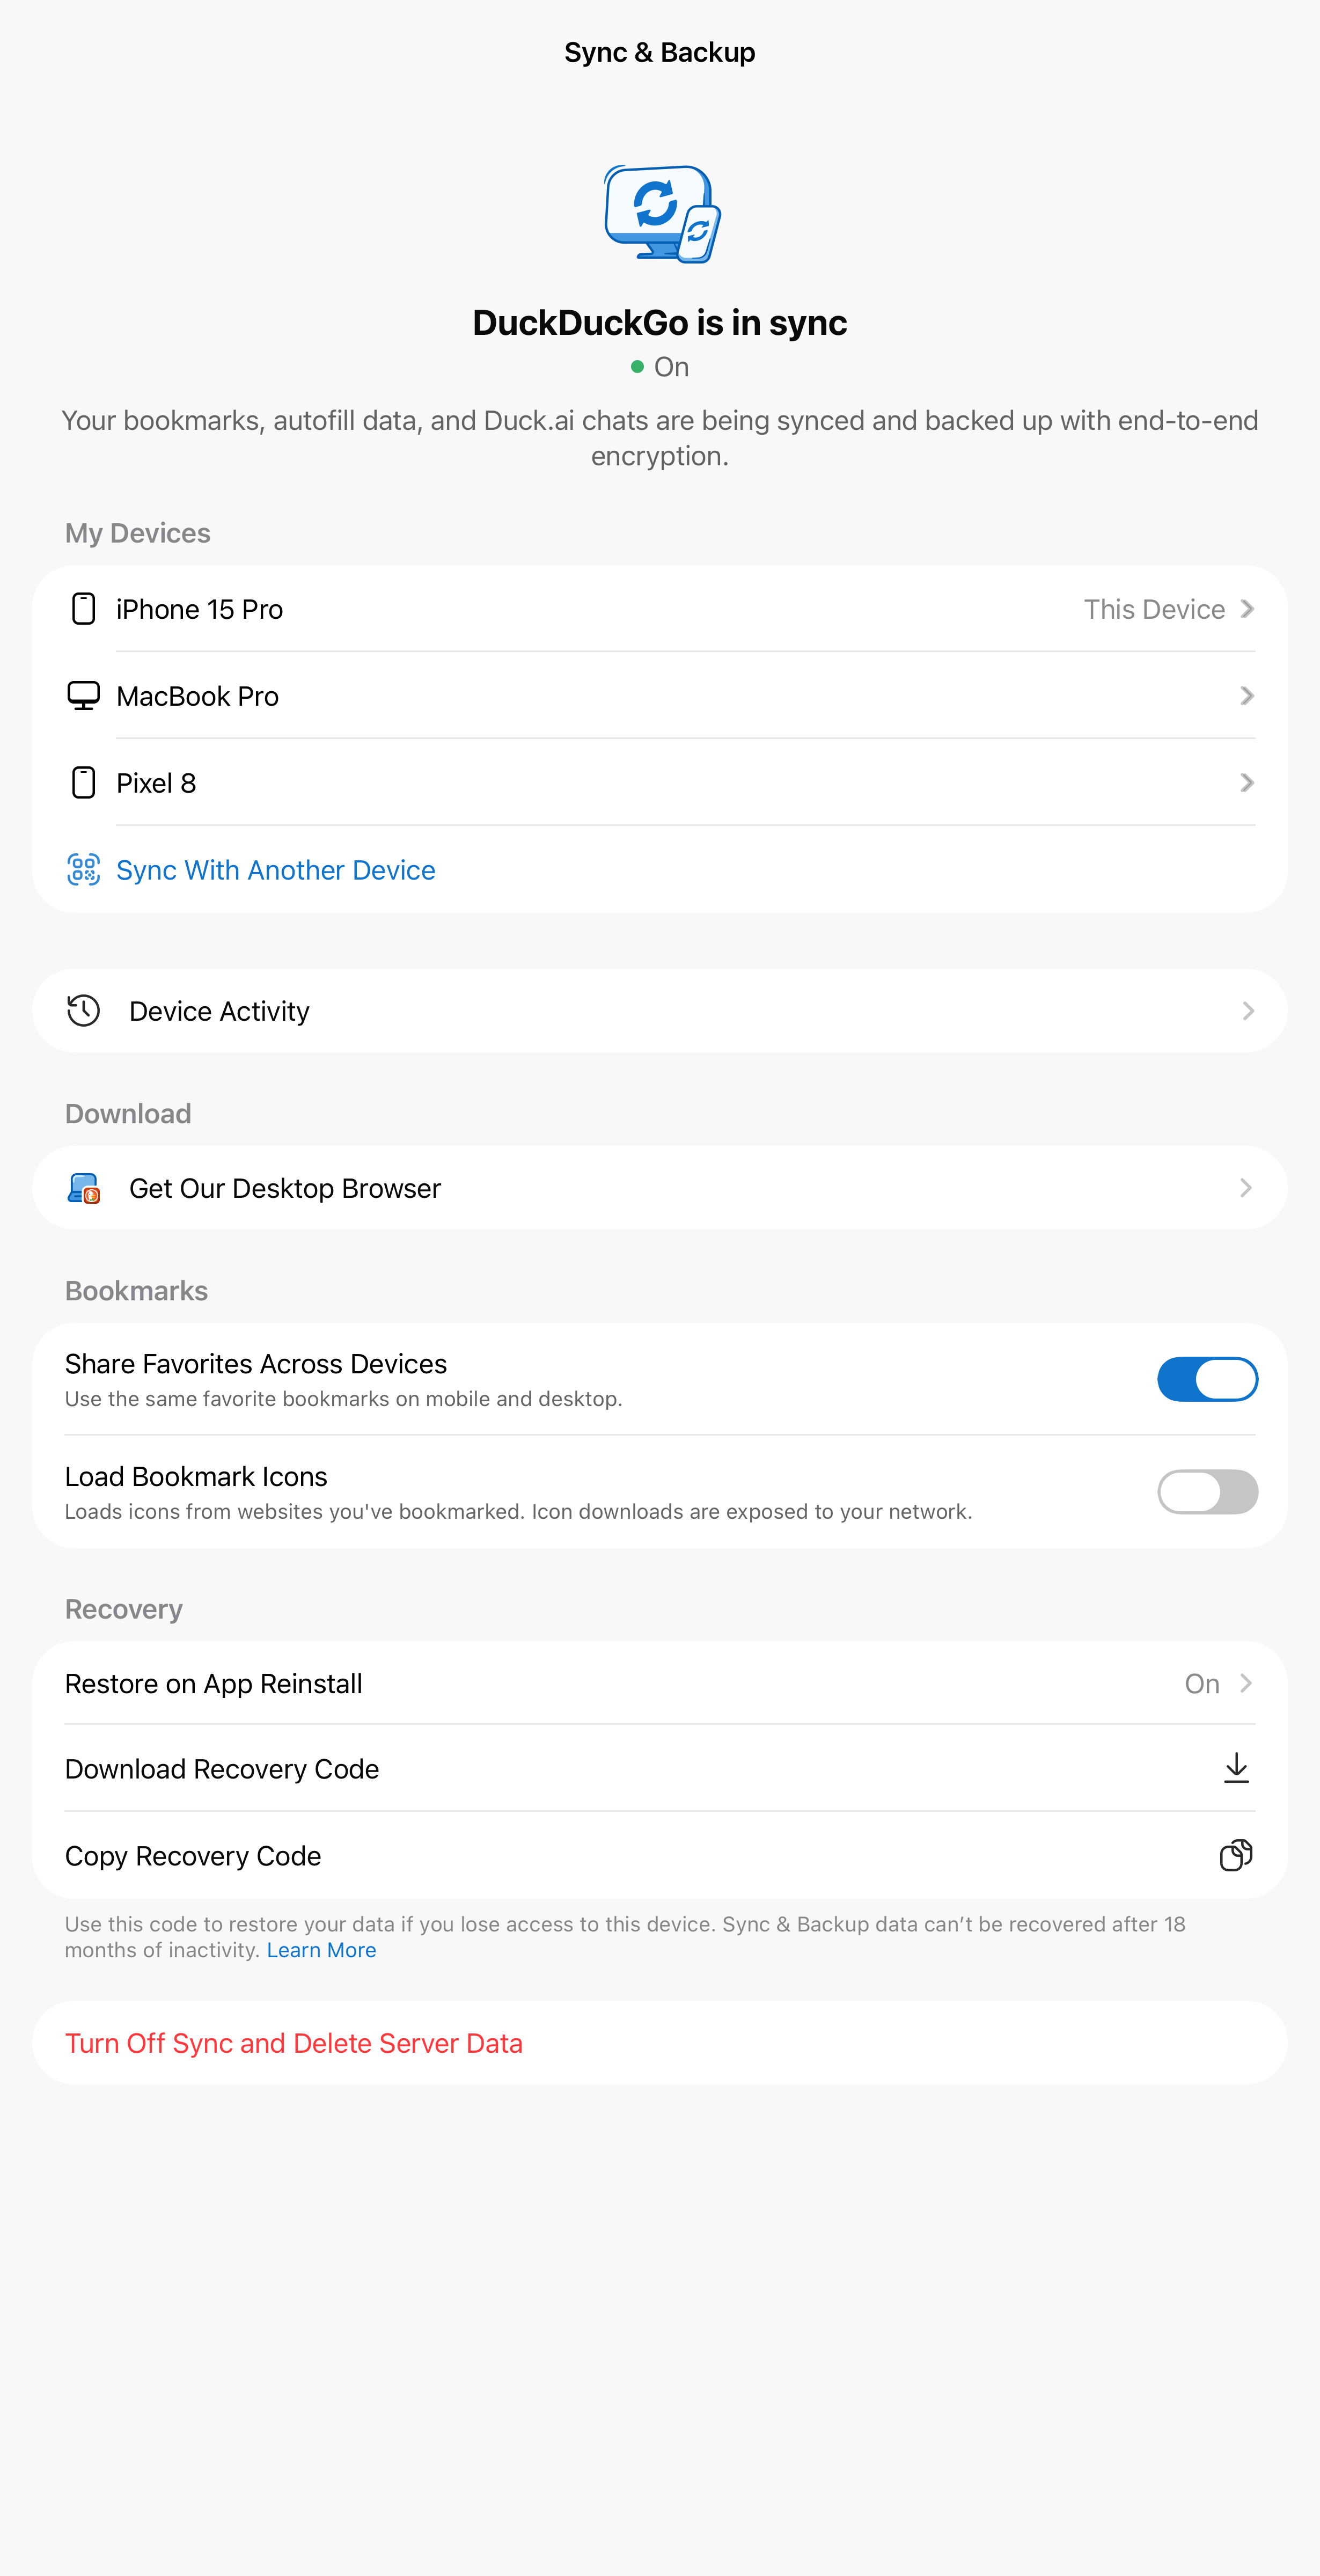 Sync & Backup
DuckDuckGo is in sync
On
Your bookmarks, autofill data, and Duck.ai chats are being synced and backed up with end-to-end
encryption.
My Devices
iPhone 15 Pro This Device
MacBook Pro
Pixel 8
Sync With Another Device
Device Activity
Download
Get Our Desktop Browser
Bookmarks
Share Favorites Across Devices
Use the same favorite bookmarks on mobile and desktop.
Load Bookmark Icons
Loads icons from websites you've bookmarked. Icon downloads are exposed to your network.
Recovery
Restore on App Reinstall On
Download Recovery Code
Copy Recovery Code
Use this code to restore your data if you lose access to this device. Sync & Backup data can’t be recovered after 18
months of inactivity. Learn More
Turn Off Sync and Delete Server Data